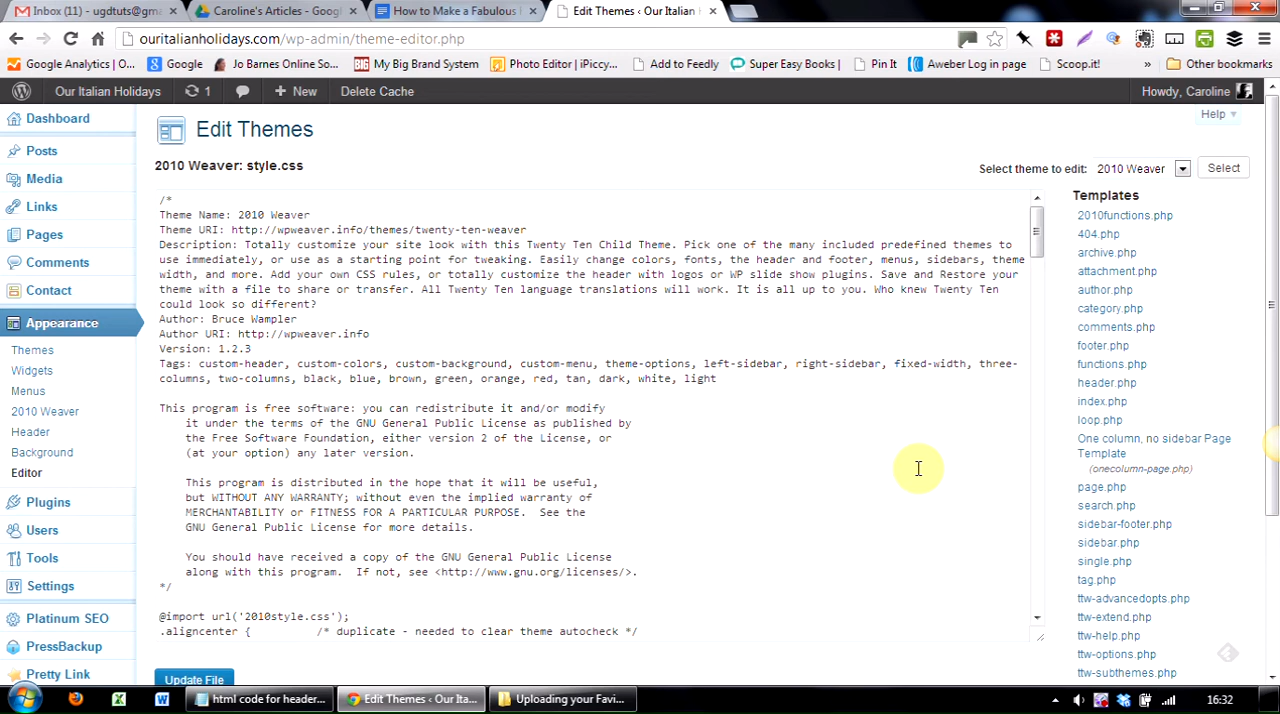 Inbox (11) - ugdtuts@gma
Caroline's Articles - Goog
How to Make a Fabulous
Edit Themes ‹ Our Italian
ouritalianholidays.com/wp-admin/theme-editor.php
Google Analytics | O...
Google
Jo Barnes Online So...
My Big Brand System
Photo Editor | iPiccy...
Add to Feedly
Super Easy Books |
Pin It
Aweber Log in page
Scoop.it!
»
Other bookmarks
Our Italian Holidays
1
+ New
Delete Cache
Howdy, Caroline
Help
Dashboard
Posts
Media
Links
Pages
Comments
Contact
Appearance
Themes
Widgets
Menus
2010 Weaver
Header
Background
Editor
Plugins
Users
Tools
Settings
Platinum SEO
PressBackup
Pretty Link
Edit Themes
2010 Weaver: style.css
Select theme to edit: 2010 Weaver
Select
/*
Theme Name: 2010 Weaver
Theme URI: http://wpweaver.info/themes/twenty-ten-weaver
Description: Totally customize your site look with this Twenty Ten Child Theme. Pick one of the many included predefined themes to
use immediately, or use as a starting point for tweaking. Easily change colors, fonts, the header and footer, menus, sidebars, theme
width, and more. Add your own CSS rules, or totally customize the header with logos or WP slide show plugins. Save and Restore your
theme with a file to share or transfer. All Twenty Ten language translations will work. It is all up to you. Who knew Twenty Ten
could look so different?
Author: Bruce Wampler
Author URI: http://wpweaver.info
Version: 1.2.3
Tags: custom-header, custom-colors, custom-background, custom-menu, theme-options, left-sidebar, right-sidebar, fixed-width, three-
columns, two-columns, black, blue, brown, green, orange, red, tan, dark, white, light
This program is free software: you can redistribute it and/or modify
it under the terms of the GNU General Public License as published by
the Free Software Foundation, either version 2 of the License, or
(at your option) any later version.
This program is distributed in the hope that it will be useful,
but WITHOUT ANY WARRANTY; without even the implied warranty of
MERCHANTABILITY or FITNESS FOR A PARTICULAR PURPOSE. See the
GNU General Public License for more details.
You should have received a copy of the GNU General Public License
along with this program. If not, see <http://www.gnu.org/licenses/>.
*/
@import url('2010style.css');
.aligncenter { /* duplicate - needed to clear theme autocheck */
Update File
Templates
2010functions.php
404.php
archive.php
attachment.php
author.php
category.php
comments.php
footer.php
functions.php
header.php
index.php
loop.php
One column, no sidebar Page
Template
(onecolumn-page.php)
page.php
search.php
sidebar-footer.php
sidebar.php
single.php
tag.php
ttw-advancedopts.php
ttw-extend.php
ttw-help.php
ttw-options.php
ttw-subthemes.php
html code for header...
Edit Themes ‹ Our Ita...
Uploading your Favi...
16:32